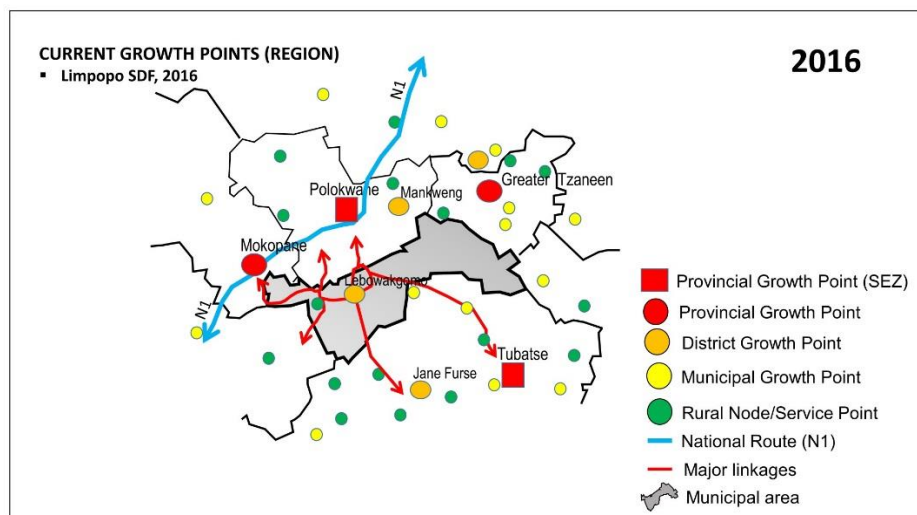 CURRENT GROWTH POINTS (REGION)
▪ Limpopo SDF, 2016
2016
N1
Polokwane
Mankweng
Greater Tzaneen
Mokopane
Lebowakgomo
N1
Tubatse
Jane Furse
Provincial Growth Point (SEZ)
Provincial Growth Point
District Growth Point
Municipal Growth Point
Rural Node/Service Point
National Route (N1)
Major linkages
Municipal area